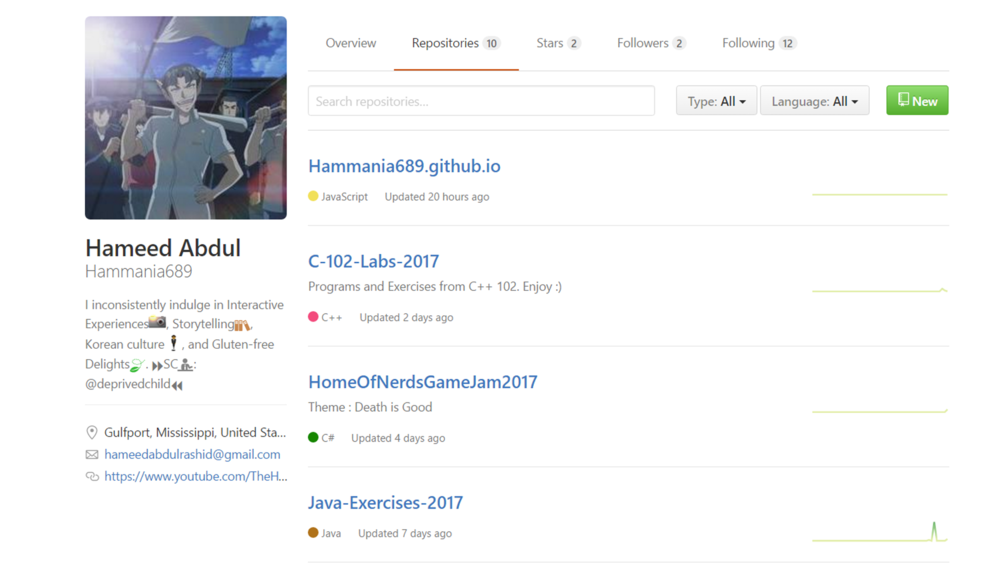 Overview Repositories 10 Stars 2 Followers 2 Following 12
Search repositories... Type: All Language: All New
Hammania689.github.io
JavaScript Updated 20 hours ago
C-102-Labs-2017
Programs and Exercises from C++ 102. Enjoy :)
C++ Updated 2 days ago
HomeOfNerdsGameJam2017
Theme : Death is Good
C# Updated 4 days ago
Java-Exercises-2017
Java Updated 7 days ago
Hameed Abdul
Hammania689
I inconsistently indulge in Interactive
Experiences📷, Storytelling, 
Korean culture , and Gluten-free
Delights. SC:
@deprivedchild
Gulfport, Mississippi, United Sta...
hameedabdulrashid@gmail.com
https://www.youtube.com/TheH...